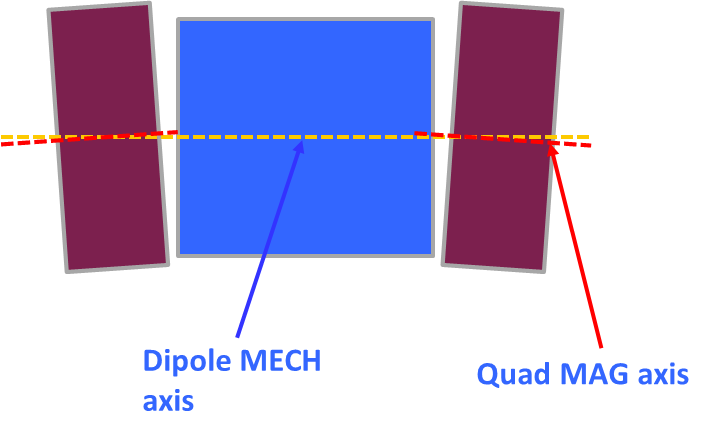 Dipole MECH
axis
Quad MAG axis